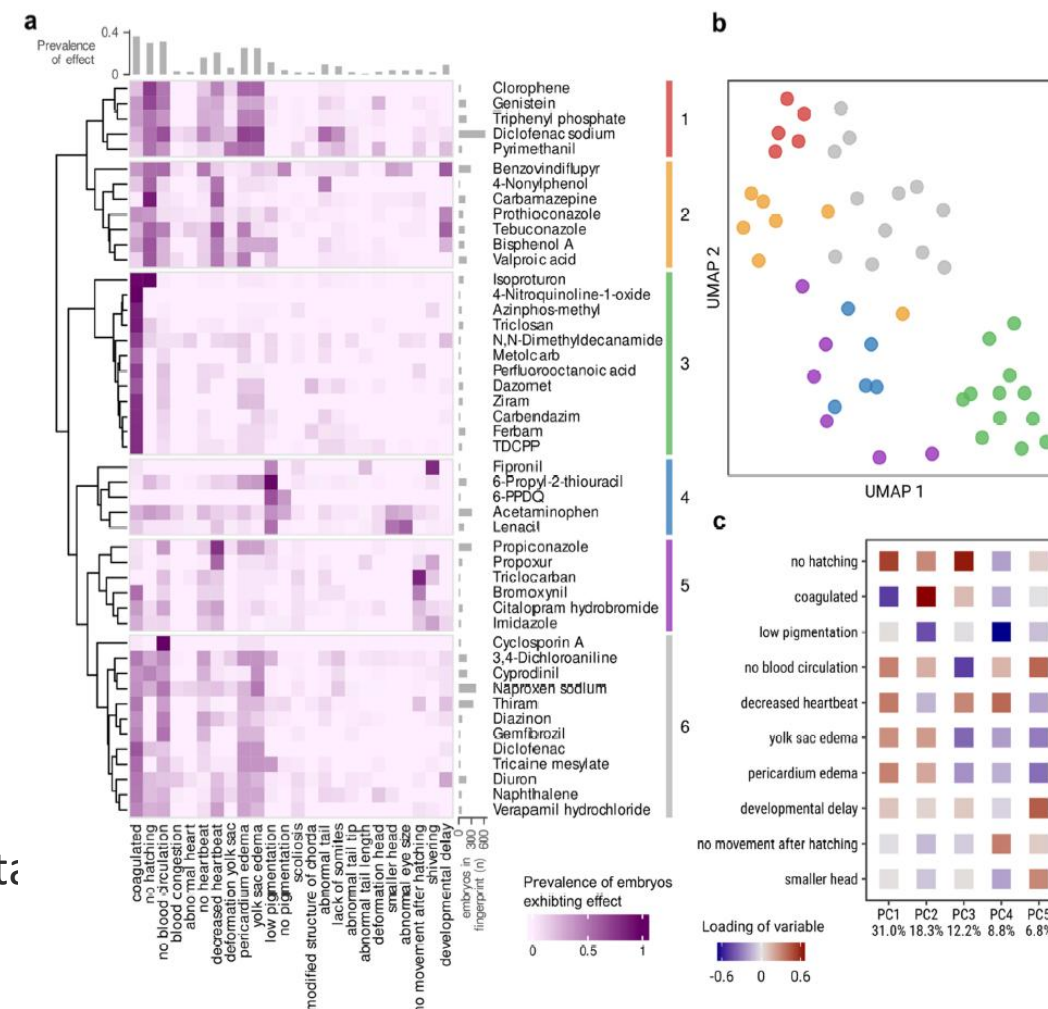 a
0.4
Prevalence
of effect
0
Clorophene
Genistein
Triphenyl phosphate
Diclofenac sodium
Pyrimethanil
1
Benzovindiflupyr
4-Nonylphenol
Carbamazepine
Prothioconazole
Tebuconazole
Bisphenol A
Valproic acid
2
Isoproturon
4-Nitroquinoline-1-oxide
Azinphos-methyl
Triclosan
N,N-Dimethyldecanamide
Metolcarb
Perfluorooctanoic acid
Dazomet
Ziram
Carbendazim
Ferbam
TDCPP
3
Fipronil
6-Propyl-2-thiouracil
6-PPDQ
Acetaminophen
Lenacil
4
Propiconazole
Propoxur
Triclocarban
Bromoxynil
Citalopram hydrobromide
Imidazole
5
Cyclosporin A
3,4-Dichloroaniline
Cyprodinil
Naproxen sodium
Thiram
Diazinon
Gemfibrozil
Diclofenac
Tricaine mesylate
Diuron
Naphthalene
Verapamil hydrochloride
6
coagulated
no hatching
no blood circulation
blood congestion
abnormal heart
no heartbeat
decreased heartbeat
deformation yolk sac
pericardium edema
yolk sac edema
low pigmentation
no pigmentation
scoliosis
modified structure of chorda
abnormal tail
lack of somites
abnormal tail tip
abnormal tail length
deformation head
smaller head
abnormal eye size
no movement after hatching
shivering
developmental delay
0
300
600
embryos in
fingerprint (n)
Prevalence of embryos
exhibting effect
0 0.5 1
b
UMAP 2
UMAP 1
c
no hatching
coagulated
low pigmentation
no blood circulation
decreased heartbeat
yolk sac edema
pericardium edema
developmental delay
no movement after hatching
smaller head
PC1 PC2 PC3 PC4 PC5
31.0% 18.3% 12.2% 8.8% 6.8%
Loading of variable
-0.6 0 0.6